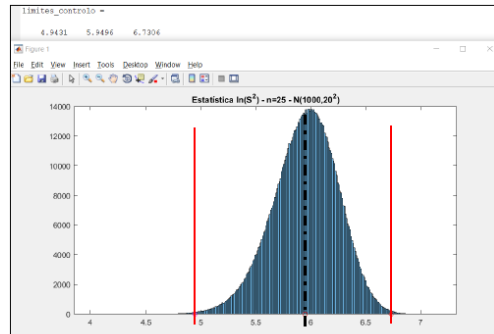 limites_controlo =
4.9431 5.9496 6.7306
Figure 1
File Edit View Insert Tools Desktop Window Help
Estatística ln(S²) - n=25 - N(1000,20²)
14000
12000
10000
8000
6000
4000
2000
0
4 4.5 5 5.5 6 6.5 7